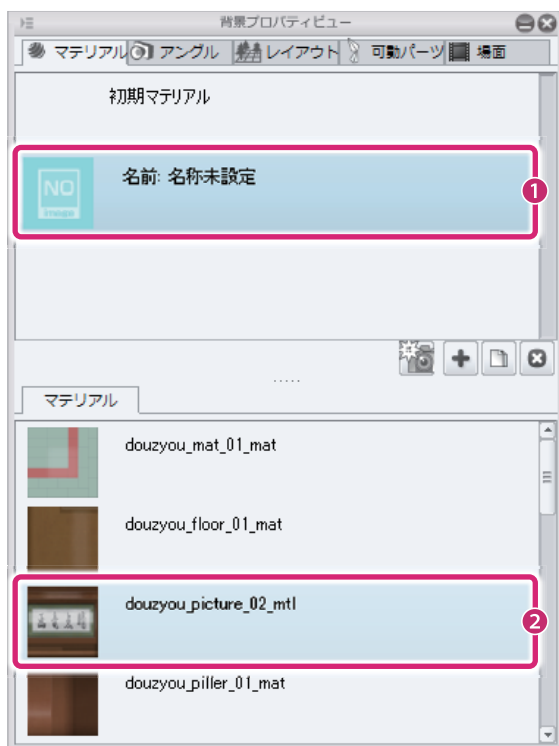 背景プロパティビュー
マテリアル アングル レイアウト 可動パーツ 場面
初期マテリアル
NO
image
名前: 名称未設定
1
マテリアル
douzyou_mat_01_mat
douzyou_floor_01_mat
douzyou_picture_02_mtl
2
douzyou_piller_01_mat